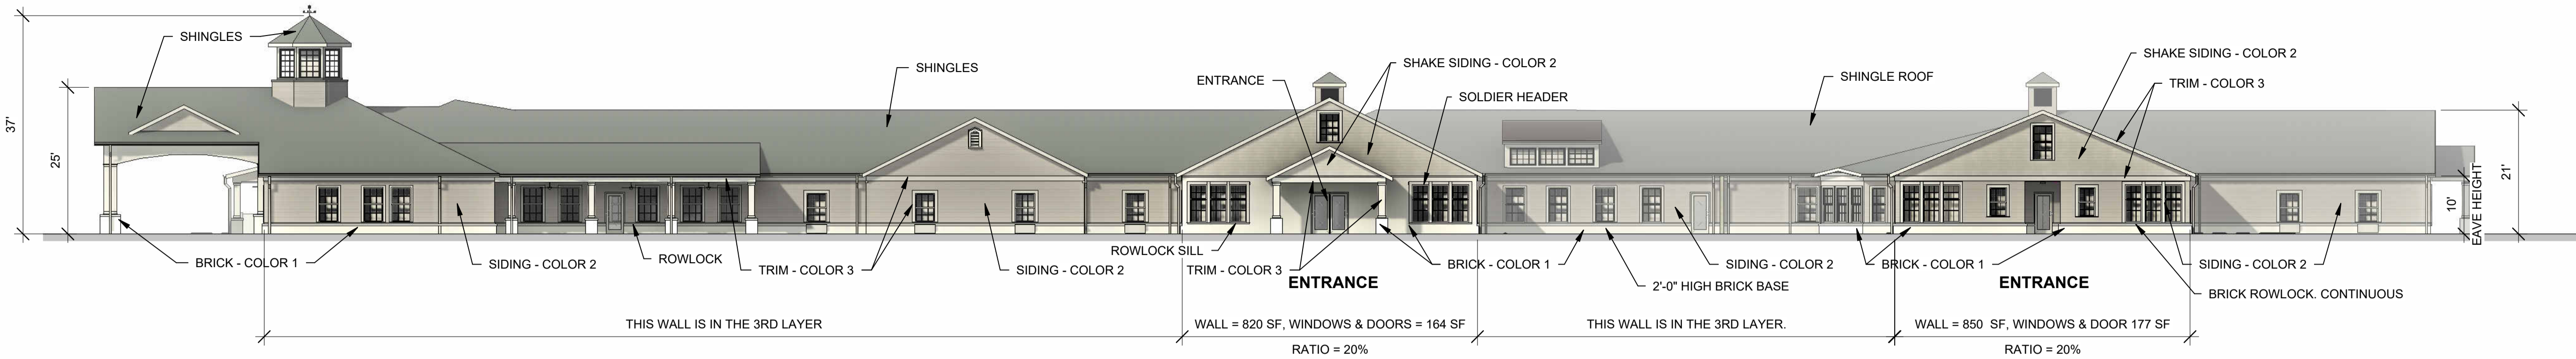 SHINGLES
SHINGLES
ENTRANCE
SHAKE SIDING - COLOR 2
SOLDIER HEADER
SHINGLE ROOF
SHAKE SIDING - COLOR 2
TRIM - COLOR 3
37'
25'
21'
10'
EAVE HEIGHT
BRICK - COLOR 1
SIDING - COLOR 2
ROWLOCK
TRIM - COLOR 3
SIDING - COLOR 2
ROWLOCK SILL
TRIM - COLOR 3
ENTRANCE
BRICK - COLOR 1
2'-0" HIGH BRICK BASE
SIDING - COLOR 2
BRICK - COLOR 1
ENTRANCE
SIDING - COLOR 2
BRICK ROWLOCK. CONTINUOUS
THIS WALL IS IN THE 3RD LAYER
WALL = 820 SF, WINDOWS & DOORS = 164 SF
RATIO = 20%
THIS WALL IS IN THE 3RD LAYER.
WALL = 850 SF, WINDOWS & DOOR 177 SF
RATIO = 20%